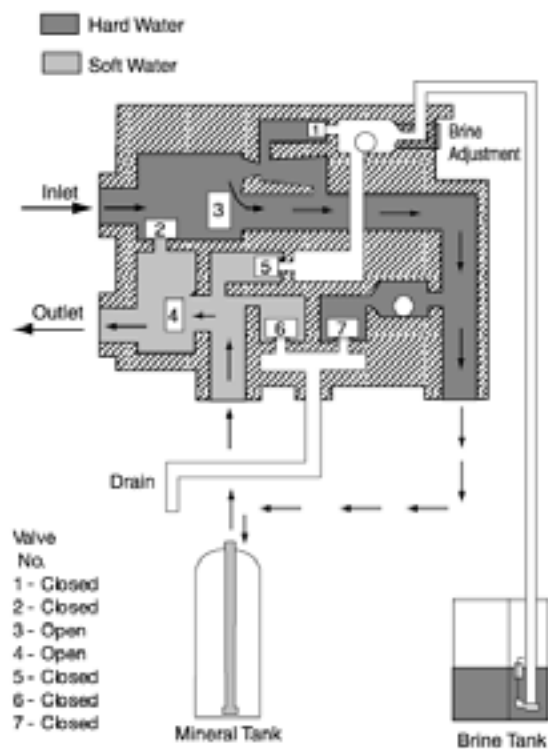 Hard Water
Soft Water
1
Brine
Adjustment
Inlet
3
2
5
Outlet
4
6
7
Drain
Valve
No.
1 - Closed
2 - Closed
3 - Open
4 - Open
5 - Closed
6 - Closed
7 - Closed
Mineral Tank
Brine Tank